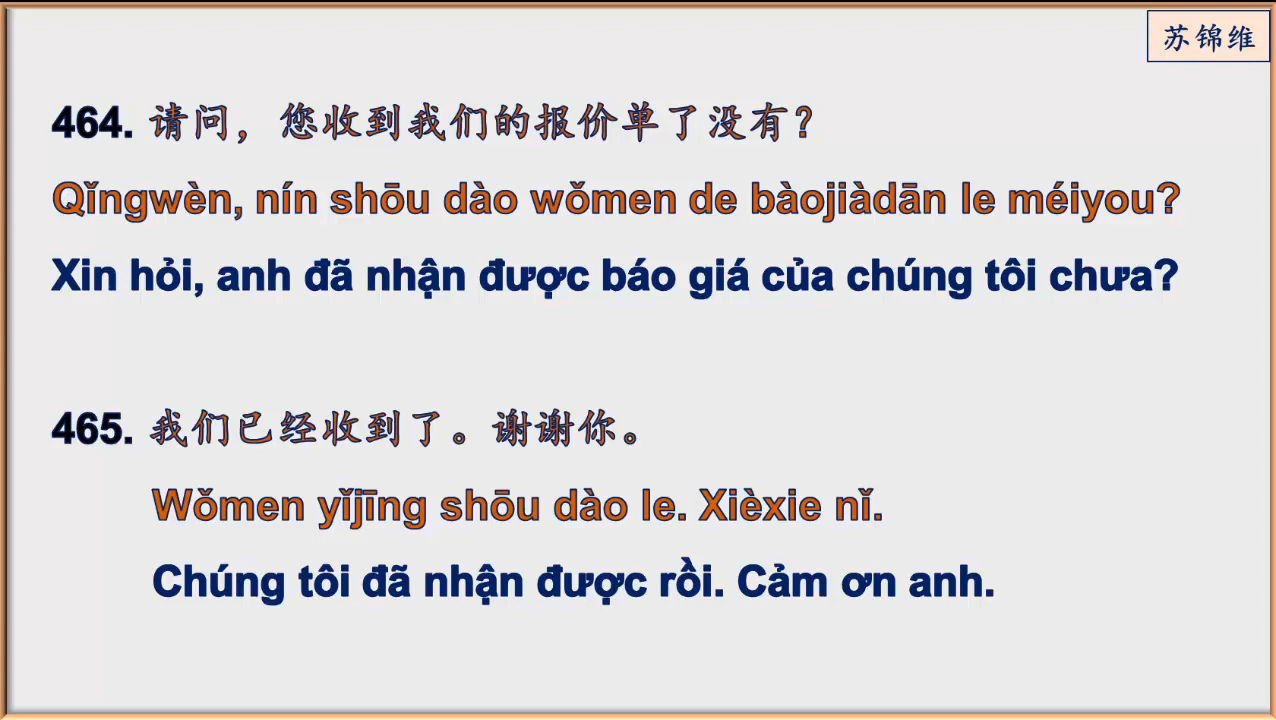 苏锦维
464. 请问，您收到我们的报价单了没有？
Qǐngwèn, nín shōu dào wǒmen de bàojiàdān le méiyou?
Xin hỏi, anh đã nhận được báo giá của chúng tôi chưa?
465. 我们已经收到了。谢谢你。
Wǒmen yǐjīng shōu dào le. Xièxie nǐ.
Chúng tôi đã nhận được rồi. Cảm ơn anh.